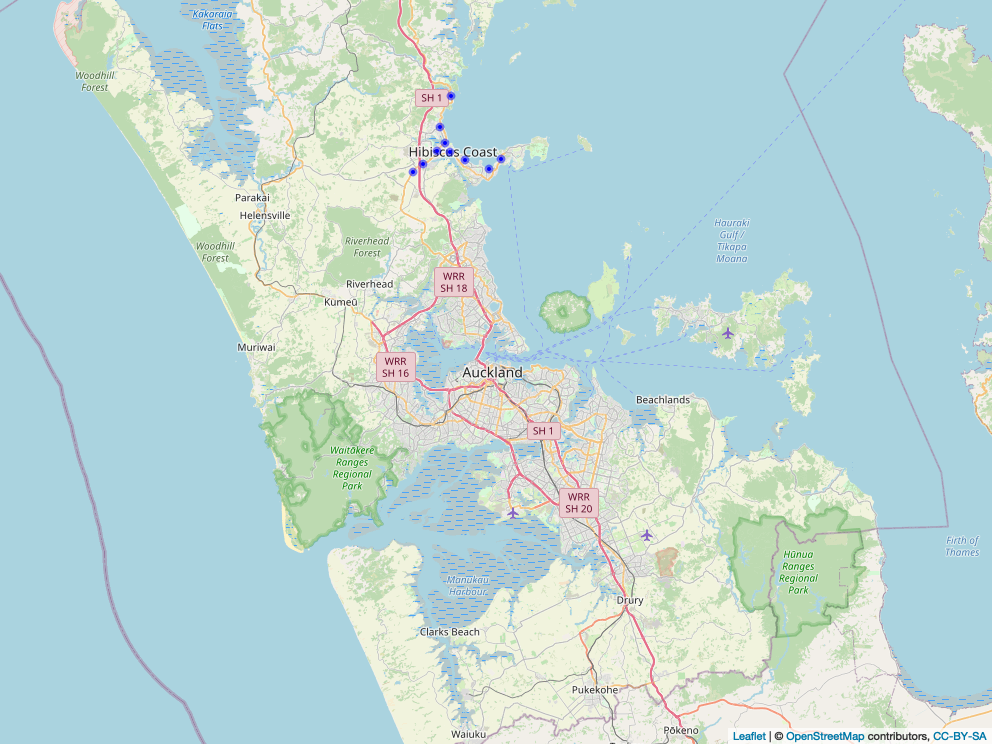 Kakaraia
Flats
Woodhill
Forest
SH 1
Hibiscus Coast
Parakai
Helensville
Woodhill
Forest
Riverhead
Forest
Hauraki
Gulf /
Tikapa
Moana
WRR
SH 18
Riverhead
Kumeū
Muriwai
WRR
SH 16
Auckland
Beachlands
SH 1
Waitākere
Ranges
Regional
Park
WRR
SH 20
Firth of
Thames
Hūnua
Ranges
Regional
Park
Manukau
Harbour
Drury
Clarks Beach
Pukekohe
Waiuku
Pōkeno
Leaflet | © OpenStreetMap contributors, CC-BY-SA